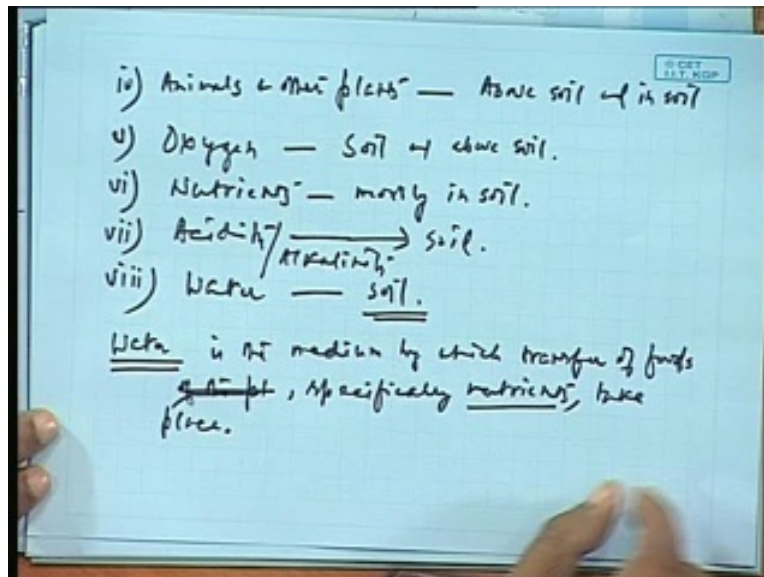 © CET
I.I.T. KGP
iv) Animals & other plants — Above soil and in soil
v) Oxygen — Soil and above soil.
vi) Nutrients — mostly in soil.
vii) Acidity/Alkalinity → soil.
viii) Water — soil.
Water is the medium by which transfer of foods
, specifically nutrients, take
place.